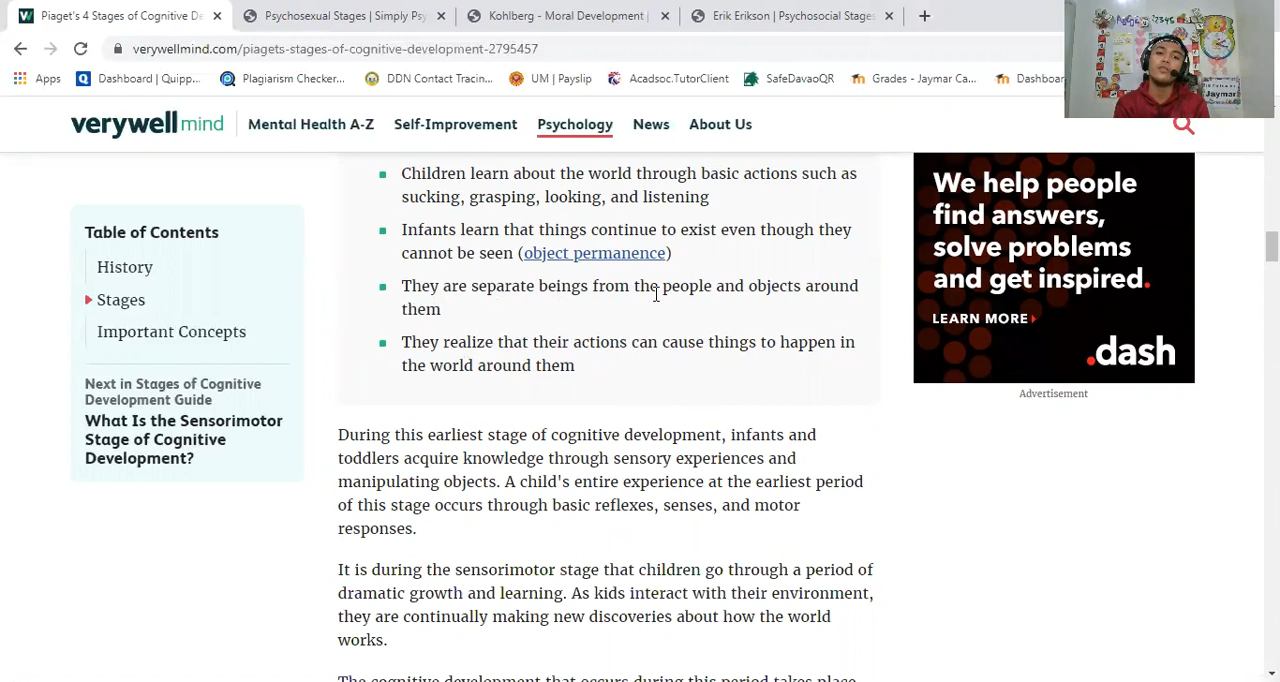 Piaget's 4 Stages of Cognitive De
Psychosexual Stages | Simply Psy
Kohlberg - Moral Development |
Erik Erikson | Psychosocial Stages
verywellmind.com/piagets-stages-of-cognitive-development-2795457
Apps
Dashboard | Quipp...
Plagiarism Checker...
DDN Contact Tracin...
UM | Payslip
Acadsoc.TutorClient
SafeDavaoQR
Grades - Jaymar Ca...
Dashboar
Jaymar
verywell mind
Mental Health A-Z
Self-Improvement
Psychology
News
About Us
Table of Contents
History
Stages
Important Concepts
Next in Stages of Cognitive
Development Guide
What Is the Sensorimotor
Stage of Cognitive
Development?
Children learn about the world through basic actions such as
sucking, grasping, looking, and listening
Infants learn that things continue to exist even though they
cannot be seen (object permanence)
They are separate beings from the people and objects around
them
They realize that their actions can cause things to happen in
the world around them
During this earliest stage of cognitive development, infants and
toddlers acquire knowledge through sensory experiences and
manipulating objects. A child's entire experience at the earliest period
of this stage occurs through basic reflexes, senses, and motor
responses.
It is during the sensorimotor stage that children go through a period of
dramatic growth and learning. As kids interact with their environment,
they are continually making new discoveries about how the world
works.
The cognitive development that occurs during this period takes place
We help people
find answers,
solve problems
and get inspired.
LEARN MORE
.dash
Advertisement